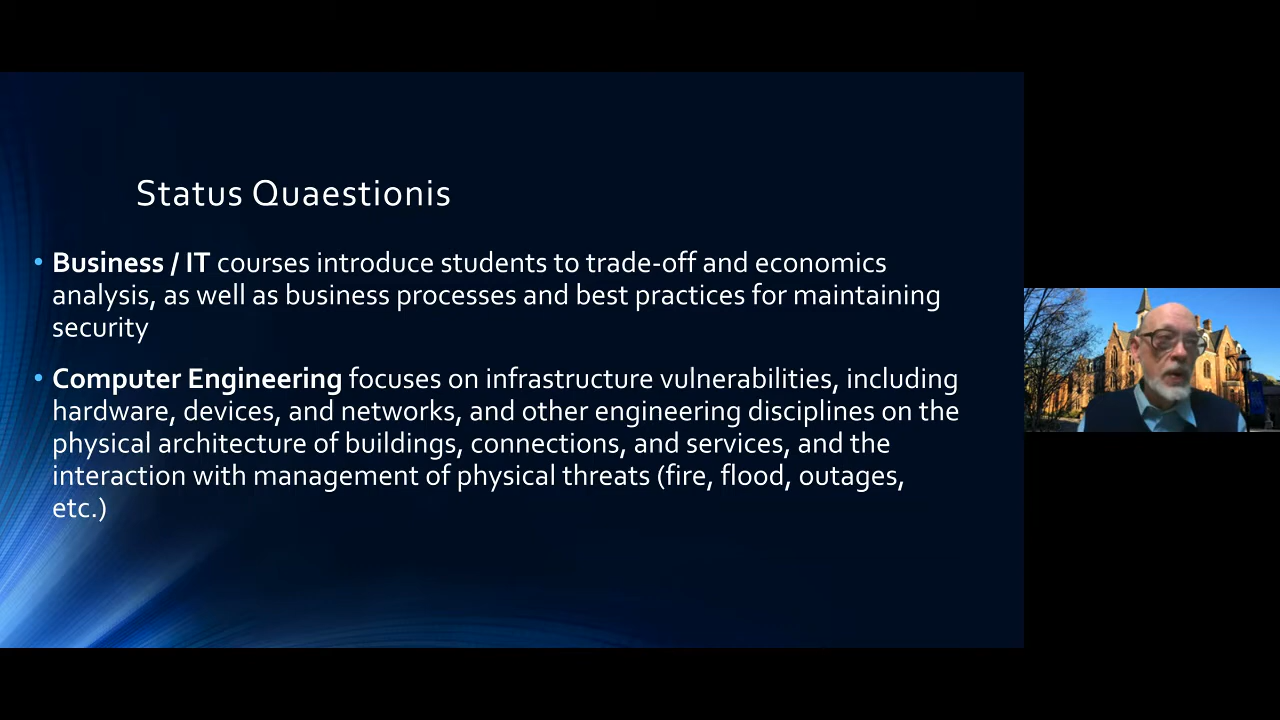 Status Quaestionis
• Business / IT courses introduce students to trade-off and economics
analysis, as well as business processes and best practices for maintaining
security
• Computer Engineering focuses on infrastructure vulnerabilities, including
hardware, devices, and networks, and other engineering disciplines on the
physical architecture of buildings, connections, and services, and the
interaction with management of physical threats (fire, flood, outages,
etc.)